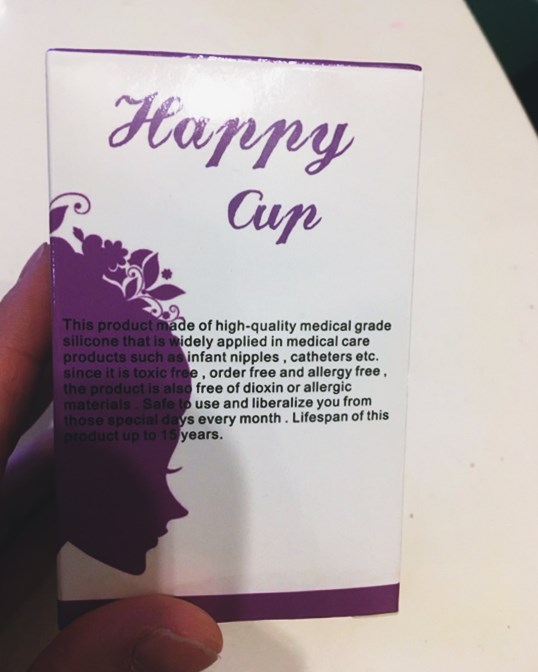 Happy
Cup
This product made of high-quality medical grade
silicone that is widely applied in medical care
products such as infant nipples , catheters etc.
since it is toxic free , order free and allergy free ,
the product is also free of dioxin or allergic
materials . Safe to use and liberalize you from
those special days every month . Lifespan of this
product up to 15 years.